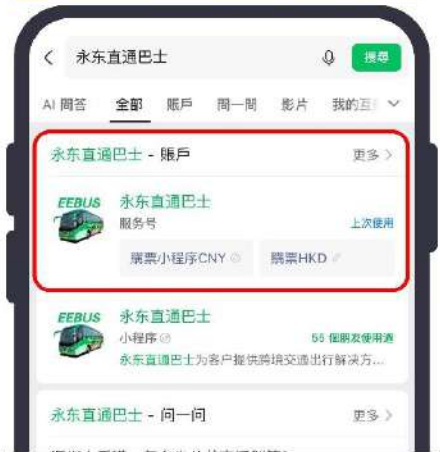 永东直通巴士
搜尋
AI 問答 全部 賬戶 問一問 影片 我的
永东直通巴士 - 賬戶 更多
EEBUS
永东直通巴士
服务号 上次使用
購票小程序CNY 購票HKD
EEBUS
永东直通巴士
小程序 55 個朋友使用過
永东直通巴士为客户提供跨境交通出行解决方...
永东直通巴士 - 问一问 更多